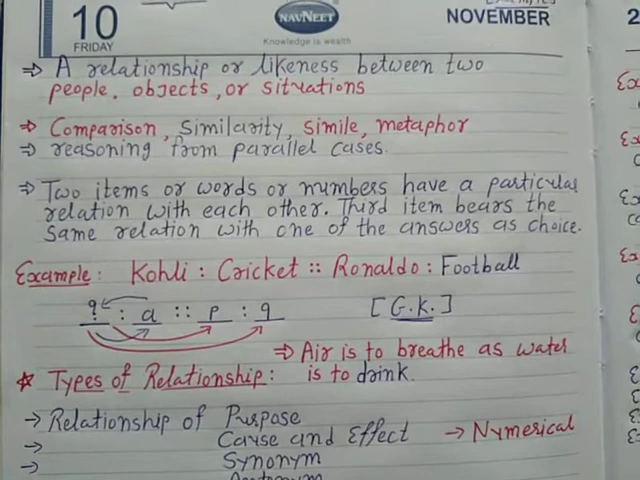 10
FRIDAY
NAVNEET
Knowledge is wealth
NOVEMBER
2
⇒ A relationship or likeness between two
people. objects, or situations
⇒ Comparison, similarity, simile, metaphor
⇒ reasoning from parallel cases.
⇒ Two items or words or numbers have a particular
relation with each other. Third item bears the
same relation with one of the answers as choice.
Example: Kohli : Cricket :: Ronaldo : Football
? : a :: p : q [G.K.]
⇒ Air is to breathe as water
is to drink.
* Types of Relationship:
→ Relationship of Purpose
→ Cause and Effect → Nymerical
→ Synonym